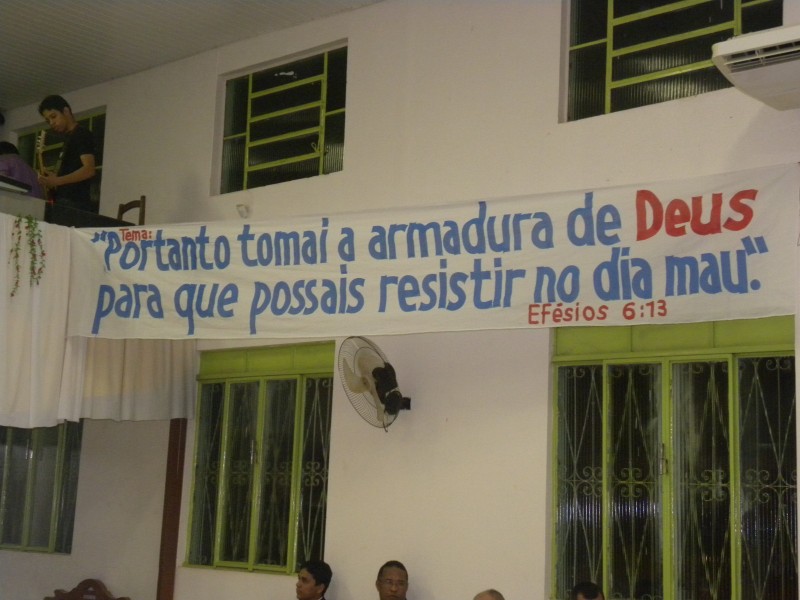 Tema:
"Portanto tomai a armadura de Deus
para que possais resistir no dia mau."
Efésios 6:13